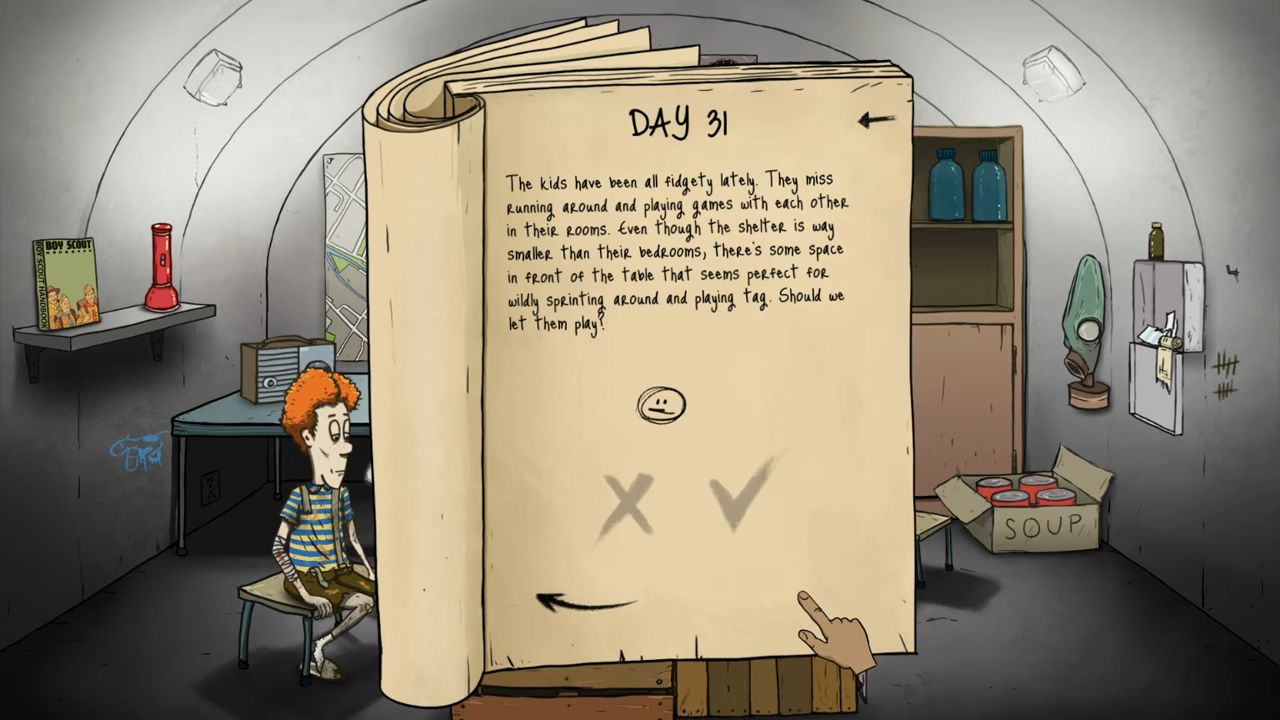 DAY 31
The kids have been all fidgety lately. They miss
running around and playing games with each other
in their rooms. Even though the shelter is way
smaller than their bedrooms, there's some space
in front of the table that seems perfect for
wildly sprinting around and playing tag. Should we
let them play?
BOY SCOUT
BOY SCOUT HANDBOOK
SOUP